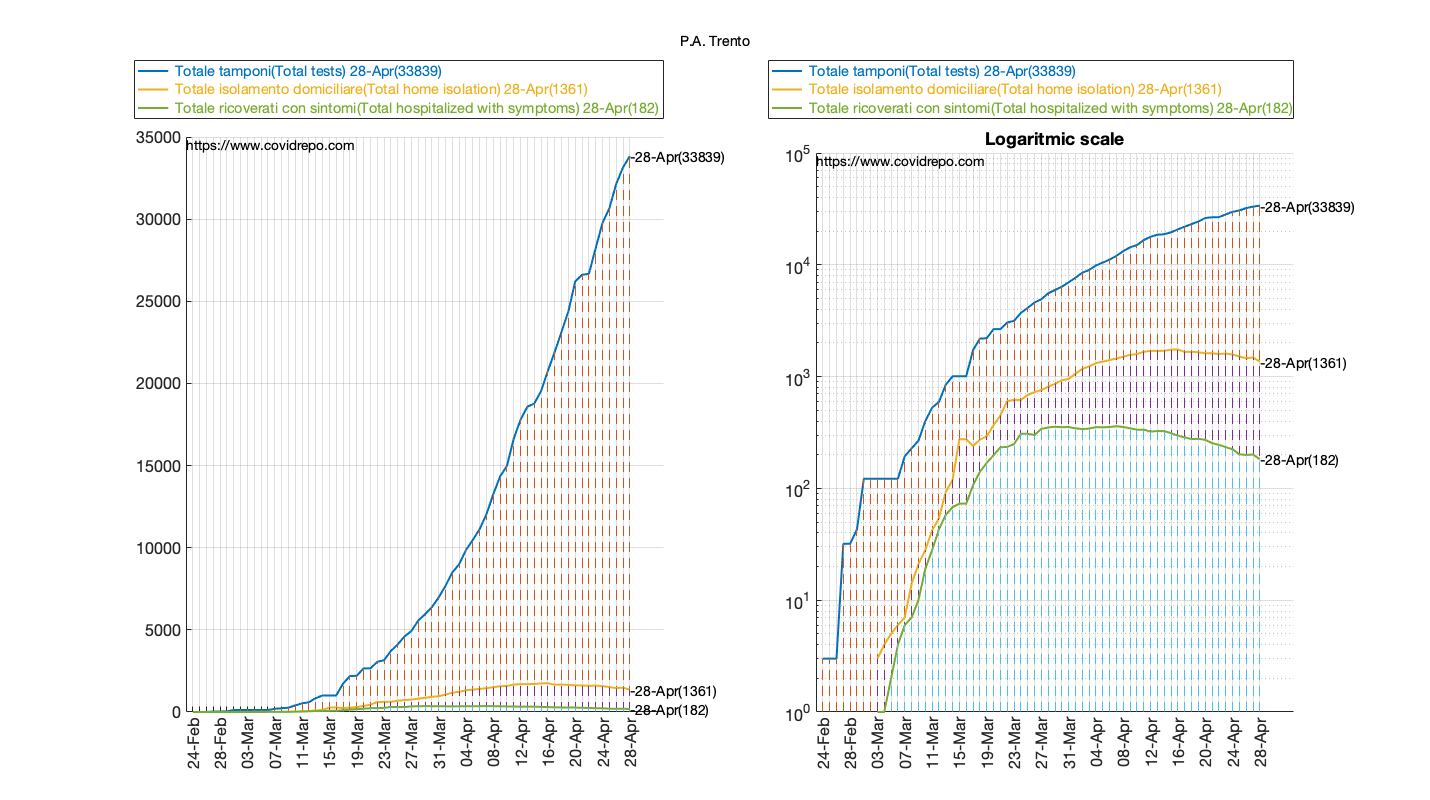 P.A. Trento
Totale tamponi(Total tests) 28-Apr(33839)
Totale isolamento domiciliare(Total home isolation) 28-Apr(1361)
Totale ricoverati con sintomi(Total hospitalized with symptoms) 28-Apr(182)
35000
30000
25000
20000
15000
10000
5000
0
https://www.covidrepo.com
-28-Apr(33839)
-28-Apr(1361)
-28-Apr(182)
24-Feb
28-Feb
03-Mar
07-Mar
11-Mar
15-Mar
19-Mar
23-Mar
27-Mar
31-Mar
04-Apr
08-Apr
12-Apr
16-Apr
20-Apr
24-Apr
28-Apr
Totale tamponi(Total tests) 28-Apr(33839)
Totale isolamento domiciliare(Total home isolation) 28-Apr(1361)
Totale ricoverati con sintomi(Total hospitalized with symptoms) 28-Apr(182)
Logaritmic scale
10^5
10^4
10^3
10^2
10^1
10^0
https://www.covidrepo.com
-28-Apr(33839)
-28-Apr(1361)
-28-Apr(182)
24-Feb
28-Feb
03-Mar
07-Mar
11-Mar
15-Mar
19-Mar
23-Mar
27-Mar
31-Mar
04-Apr
08-Apr
12-Apr
16-Apr
20-Apr
24-Apr
28-Apr